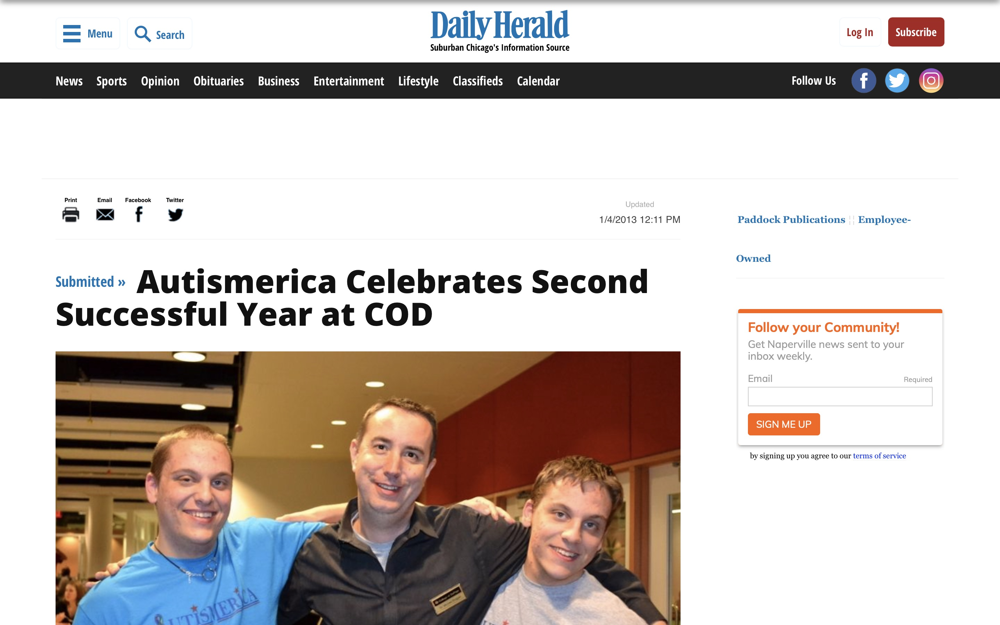 Menu
Search
Daily Herald
Suburban Chicago's Information Source
Log In
Subscribe
News Sports Opinion Obituaries Business Entertainment Lifestyle Classifieds Calendar
Follow Us
Print Email Facebook Twitter
Updated
1/4/2013 12:11 PM
Submitted » Autismerica Celebrates Second
Successful Year at COD
AUTISMERICA
Paddock Publications ¦¦ Employee-
Owned
Follow your Community!
Get Naperville news sent to your
inbox weekly.
Email Required
SIGN ME UP
by signing up you agree to our terms of service